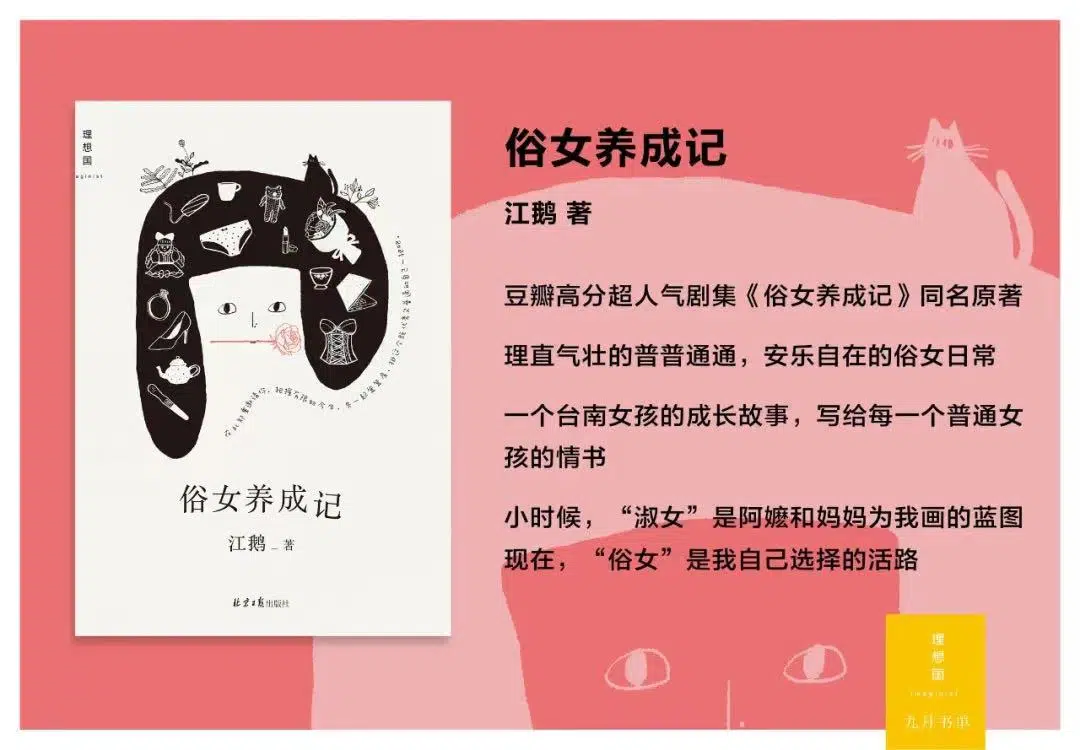 理想国
俗女养成记
江鹅 著
北京日报出版社
俗女养成记
江鹅 著
豆瓣高分超人气剧集《俗女养成记》同名原著
理直气壮的普普通通，安乐自在的俗女日常
一个台南女孩的成长故事，写给每一个普通女
孩的情书
小时候，“淑女”是阿嬷和妈妈为我画的蓝图
现在，“俗女”是我自己选择的活路
理想国
imaginist
九月书单